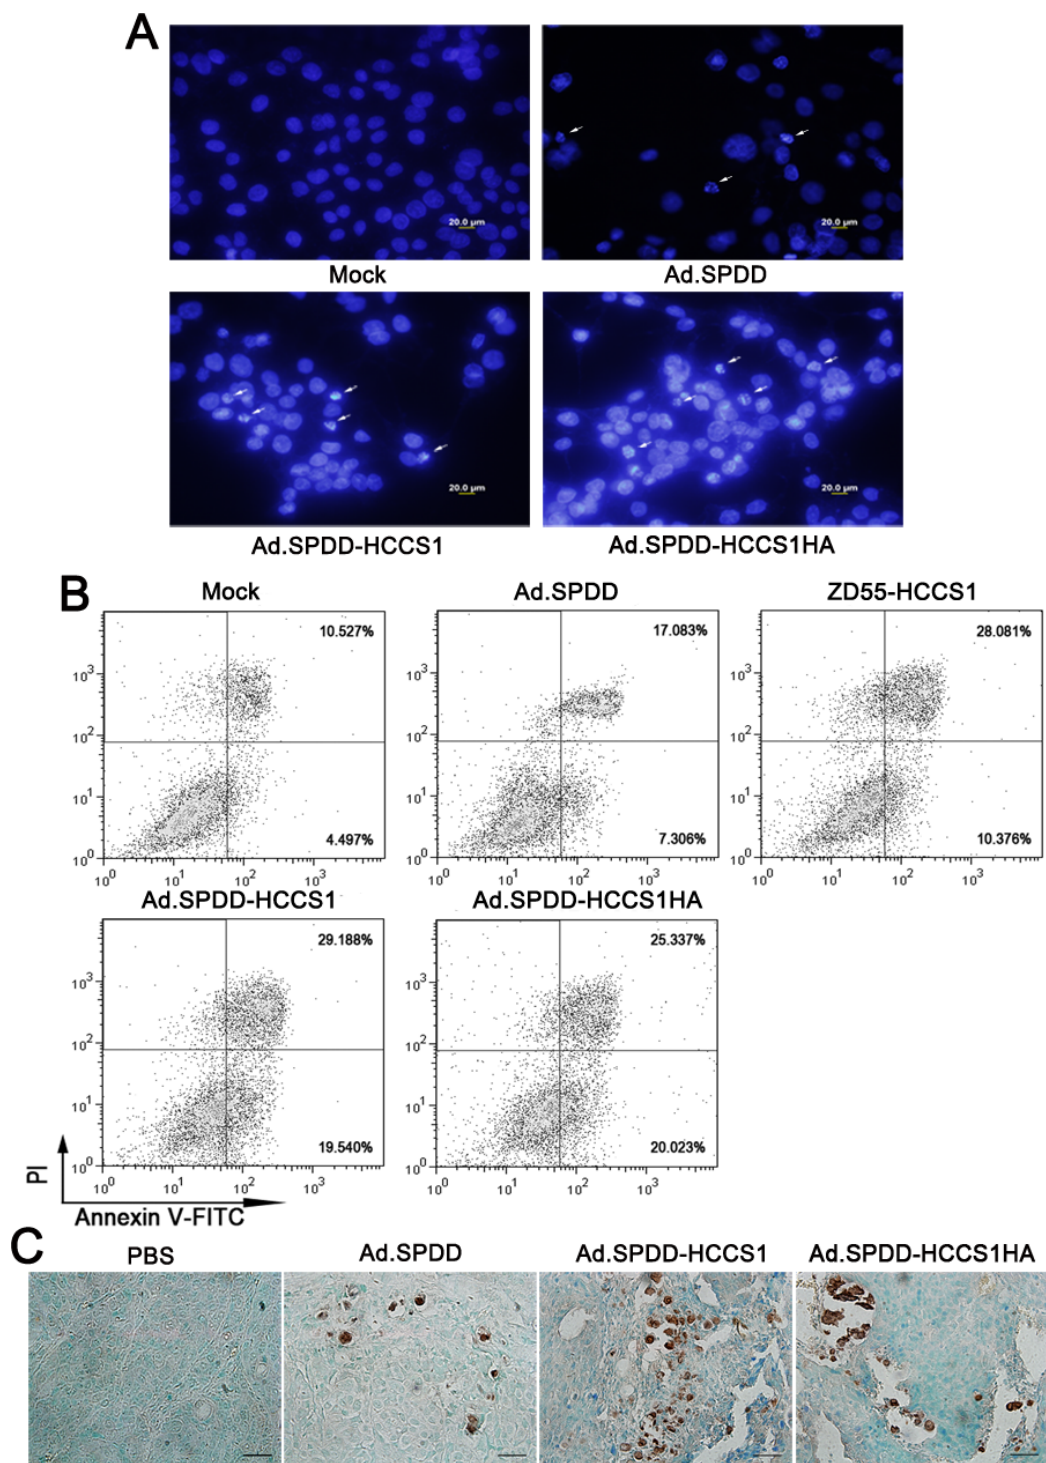 A
20.0 µm
20.0 µm
Mock
Ad.SPDD
20.0 µm
20.0 µm
Ad.SPDD-HCCS1
Ad.SPDD-HCCS1HA
B
Mock
Ad.SPDD
ZD55-HCCS1
10.527%
17.083%
28.081%
10³
10³
10³
10²
10²
10²
10¹
10¹
10¹
4.497%
7.306%
10.376%
10⁰
10⁰
10⁰
10⁰ 10¹ 10² 10³
10⁰ 10¹ 10² 10³
10⁰ 10¹ 10² 10³
Ad.SPDD-HCCS1
Ad.SPDD-HCCS1HA
29.188%
25.337%
10³
10³
10²
10²
10¹
10¹
19.540%
20.023%
10⁰
10⁰
10⁰ 10¹ 10² 10³
10⁰ 10¹ 10² 10³
PI
Annexin V-FITC
C
PBS
Ad.SPDD
Ad.SPDD-HCCS1
Ad.SPDD-HCCS1HA